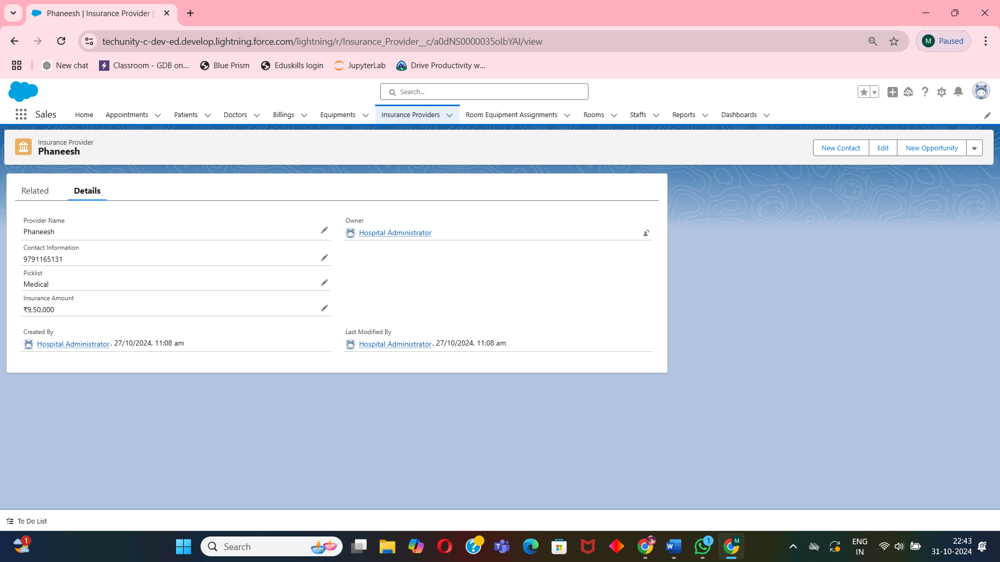 Phaneesh | Insurance Provider |
techunity-c-dev-ed.develop.lightning.force.com/lightning/r/Insurance_Provider__c/a0dNS0000035oIbYAI/view
M Paused
New chat
Classroom - GDB on...
Blue Prism
Eduskills login
JupyterLab
Drive Productivity w...
Search...
Sales
Home
Appointments
Patients
Doctors
Billings
Equipments
Insurance Providers
Room Equipment Assignments
Rooms
Staffs
Reports
Dashboards
Insurance Provider
Phaneesh
New Contact
Edit
New Opportunity
Related
Details
Provider Name
Phaneesh
Owner
Hospital Administrator
Contact Information
9791165131
Picklist
Medical
Insurance Amount
₹9,50,000
Created By
Hospital Administrator, 27/10/2024, 11:08 am
Last Modified By
Hospital Administrator, 27/10/2024, 11:08 am
To Do List
1
Search
1
M
ENG
IN
22:43
31-10-2024